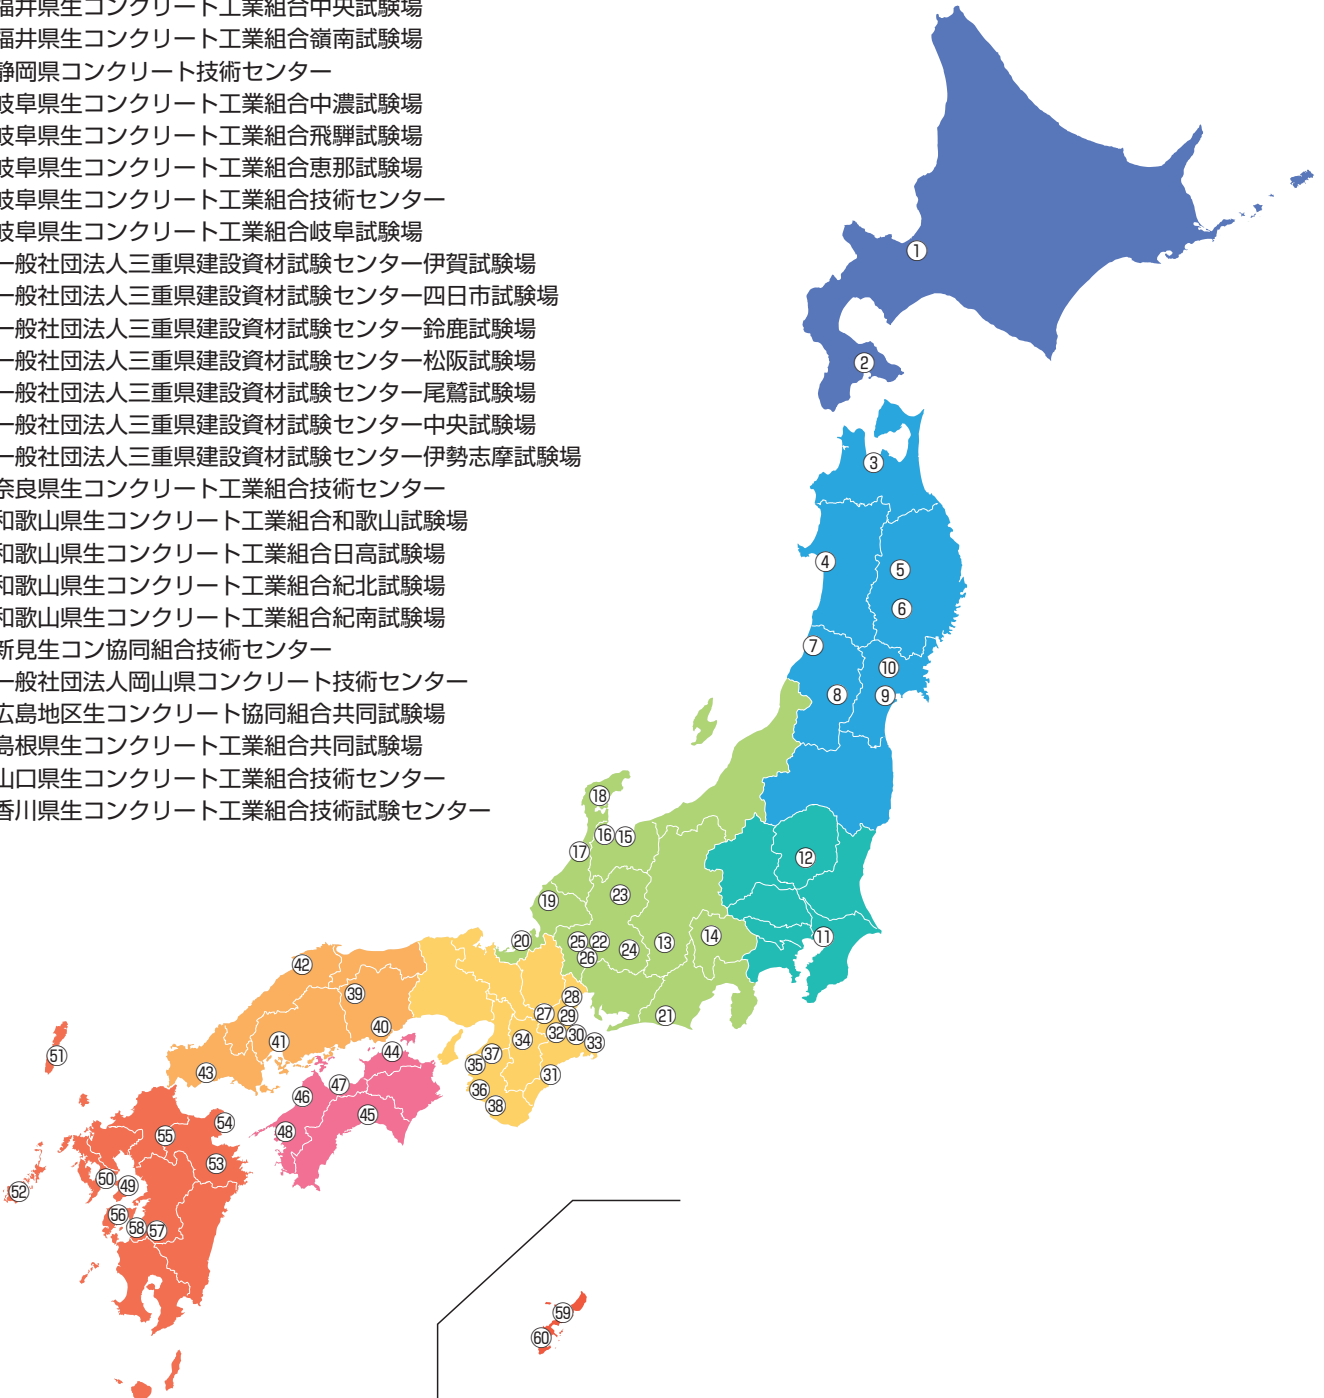 福井県生コンクリート工業組合中央試験場
福井県生コンクリート工業組合嶺南試験場
静岡県コンクリート技術センター
岐阜県生コンクリート工業組合中濃試験場
岐阜県生コンクリート工業組合飛騨試験場
岐阜県生コンクリート工業組合恵那試験場
岐阜県生コンクリート工業組合技術センター
岐阜県生コンクリート工業組合岐阜試験場
一般社団法人三重県建設資材試験センター伊賀試験場
一般社団法人三重県建設資材試験センター四日市試験場
一般社団法人三重県建設資材試験センター鈴鹿試験場
一般社団法人三重県建設資材試験センター松阪試験場
一般社団法人三重県建設資材試験センター尾鷲試験場
一般社団法人三重県建設資材試験センター中央試験場
一般社団法人三重県建設資材試験センター伊勢志摩試験場
奈良県生コンクリート工業組合技術センター
和歌山県生コンクリート工業組合和歌山試験場
和歌山県生コンクリート工業組合日高試験場
和歌山県生コンクリート工業組合紀北試験場
和歌山県生コンクリート工業組合紀南試験場
新見生コン協同組合技術センター
一般社団法人岡山県コンクリート技術センター
広島地区生コンクリート協同組合共同試験場
島根県生コンクリート工業組合共同試験場
山口県生コンクリート工業組合技術センター
香川県生コンクリート工業組合技術試験センター
①
②
③
④
⑤
⑥
⑦
⑧
⑨
⑩
⑪
⑫
⑬
⑭
⑮
⑯
⑰
⑱
⑲
⑳
㉑
㉒
㉓
㉔
㉕
㉖
㉗
㉘
㉙
㉚
㉛
㉜
㉝
㉞
㉟
㊱
㊲
㊳
㊴
㊵
㊶
㊷
㊸
㊹
㊺
㊻
㊼
㊽
㊾
㊿
51
52
53
54
55
56
57
58
59
60